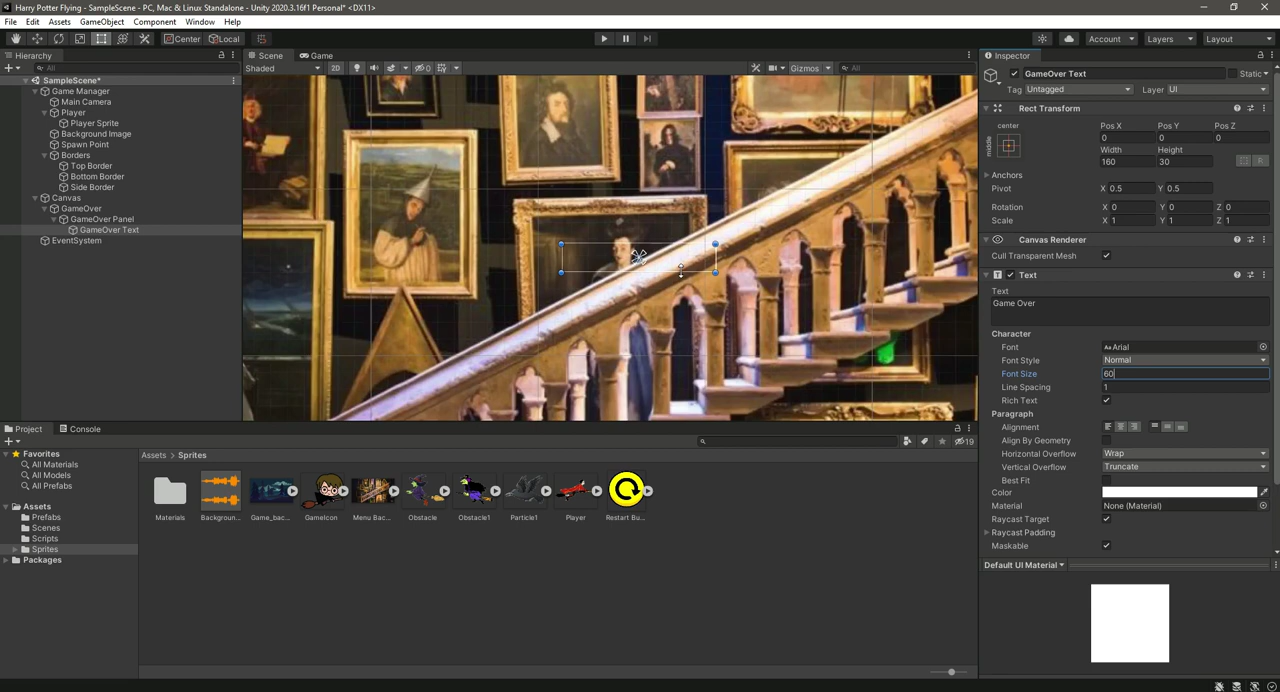 Harry Potter Flying - SampleScene - PC, Mac & Linux Standalone - Unity 2020.3.16f1 Personal* <DX11>
File Edit Assets GameObject Component Window Help
Center Local Account Layers Layout
Hierarchy
All
SampleScene*
Game Manager
Main Camera
Player
Player Sprite
Background Image
Spawn Point
Borders
Top Border
Bottom Border
Side Border
Canvas
GameOver
GameOver Panel
GameOver Text
EventSystem
Scene Game
Shaded 2D 0 Gizmos All
Inspector
GameOver Text Static
Tag Untagged Layer UI
Rect Transform
center Pos X Pos Y Pos Z
middle 0 0 0
Width Height
160 30 R
Anchors
Pivot X 0.5 Y 0.5
Rotation X 0 Y 0 Z 0
Scale X 1 Y 1 Z 1
Canvas Renderer
Cull Transparent Mesh
Text
Text
Game Over
Character
Font Aa Arial
Font Style Normal
Font Size 60
Line Spacing 1
Rich Text
Paragraph
Alignment
Align By Geometry
Horizontal Overflow Wrap
Vertical Overflow Truncate
Best Fit
Color
Material None (Material)
Raycast Target
Raycast Padding
Maskable
Default UI Material
Project Console
19
Favorites
All Materials
All Models
All Prefabs
Assets
Prefabs
Scenes
Scripts
Sprites
Packages
Assets > Sprites
Materials Backgroun... Game_bac... GameIcon Menu Bac... Obstacle Obstacle1 Particle1 Player Restart Bu...